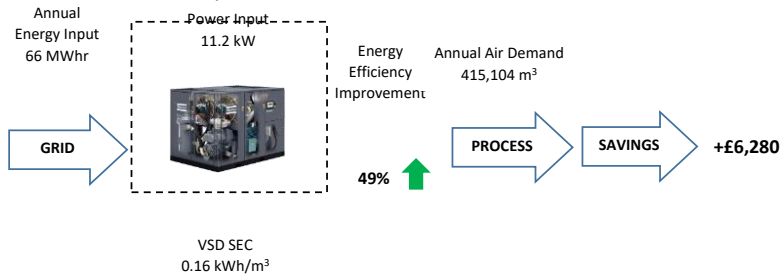 Annual
Energy Input
66 MWhr
Power Input
11.2 kW
Energy
Efficiency
Improvement
Annual Air Demand
415,104 m³
GRID
49%
PROCESS
SAVINGS
+£6,280
VSD SEC
0.16 kWh/m³